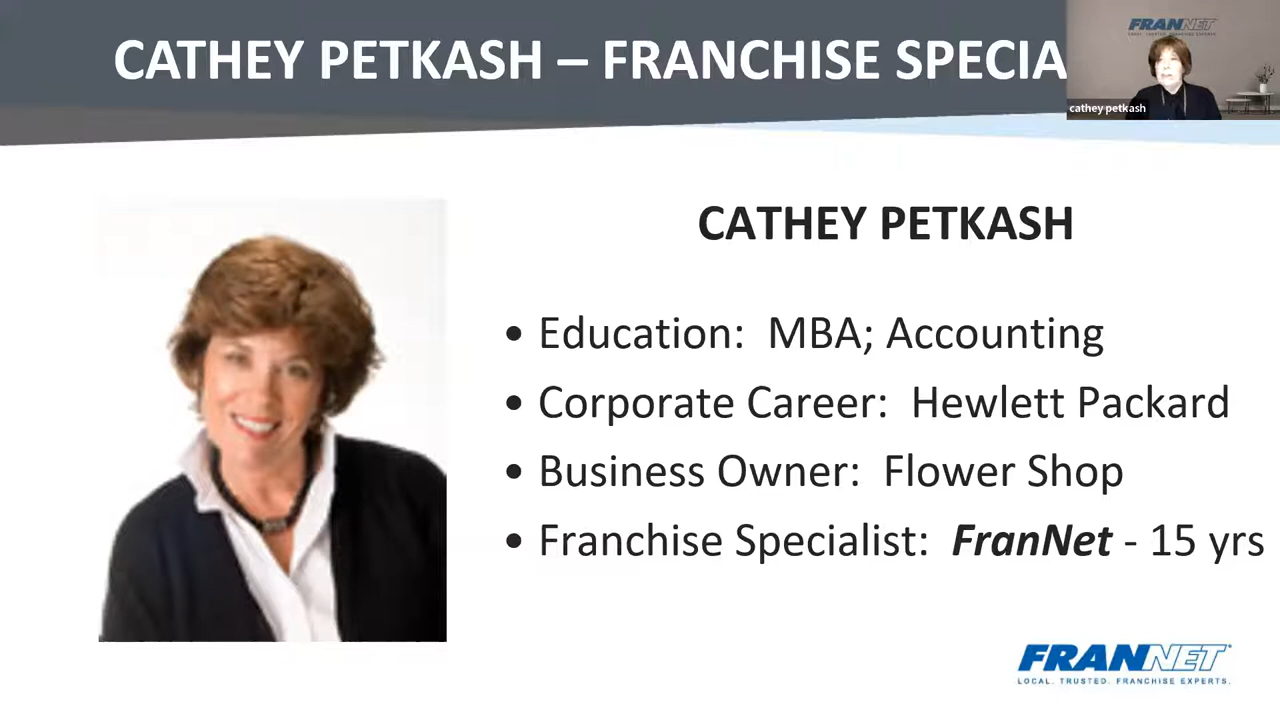 CATHEY PETKASH – FRANCHISE SPECIA
FRANNET
cathey petkash
CATHEY PETKASH
• Education: MBA; Accounting
• Corporate Career: Hewlett Packard
• Business Owner: Flower Shop
• Franchise Specialist: FranNet - 15 yrs
FRANNET
LOCAL. TRUSTED. FRANCHISE EXPERTS.